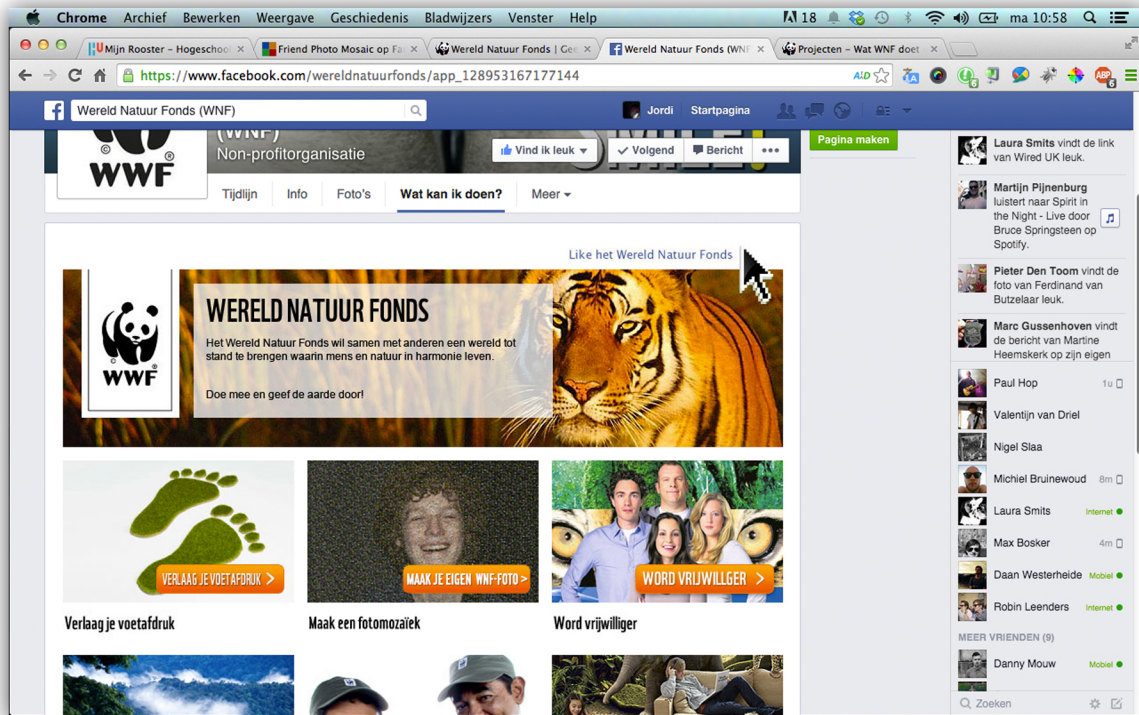 Chrome Archief Bewerken Weergave Geschiedenis Bladwijzers Venster Help 18 ma 10:58
Mijn Rooster - Hogeschool
Friend Photo Mosaic op Fa
Wereld Natuur Fonds | Gee
Wereld Natuur Fonds (WNF
Projecten - Wat WNF doet
https://www.facebook.com/wereldnatuurfonds/app_128953167177144
ABP
6
Wereld Natuur Fonds (WNF)
Jordi Startpagina
WWF
(WNF)
Non-profitorganisatie
SMILE!
Vind ik leuk
Volgend
Bericht
Pagina maken
Tijdlijn Info Foto's Wat kan ik doen? Meer
Like het Wereld Natuur Fonds
WWF
WERELD NATUUR FONDS
Het Wereld Natuur Fonds wil samen met anderen een wereld tot
stand te brengen waarin mens en natuur in harmonie leven.
Doe mee en geef de aarde door!
VERLAAG JE VOETAFDRUK >
MAAK JE EIGEN WNF-FOTO >
WORD VRIJWILLGER >
Verlaag je voetafdruk
Maak een fotomozaïek
Word vrijwilliger
Laura Smits vindt de link
van Wired UK leuk.
Martijn Pijnenburg
luistert naar Spirit in
the Night - Live door
Bruce Springsteen op
Spotify.
Pieter Den Toom vindt de
foto van Ferdinand van
Butzelaar leuk.
Marc Gussenhoven vindt
de bericht van Martine
Heemskerk op zijn eigen
Paul Hop 1u
Valentijn van Driel
Nigel Slaa
Michiel Bruinewoud 8m
Laura Smits Internet
Max Bosker 4m
Daan Westerheide Mobiel
Robin Leenders Internet
MEER VRIENDEN (9)
Danny Mouw Mobiel
Zoeken